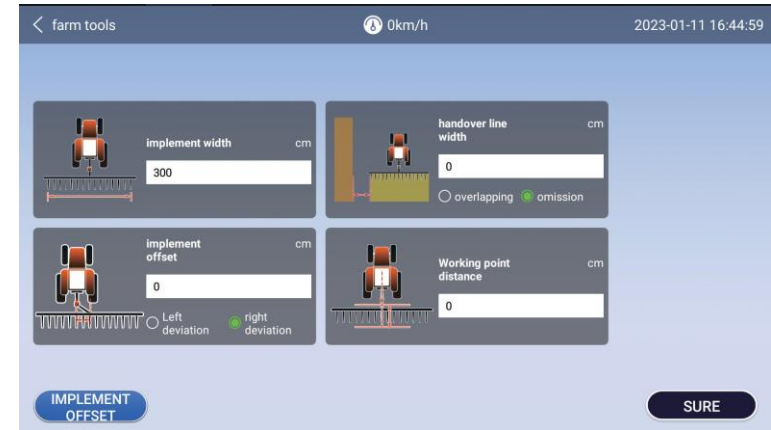 farm tools
0km/h
2023-01-11 16:44:59
implement width
cm
300
handover line
width
cm
0
overlapping
omission
implement
offset
cm
0
Left
deviation
right
deviation
Working point
distance
cm
0
IMPLEMENT
OFFSET
SURE